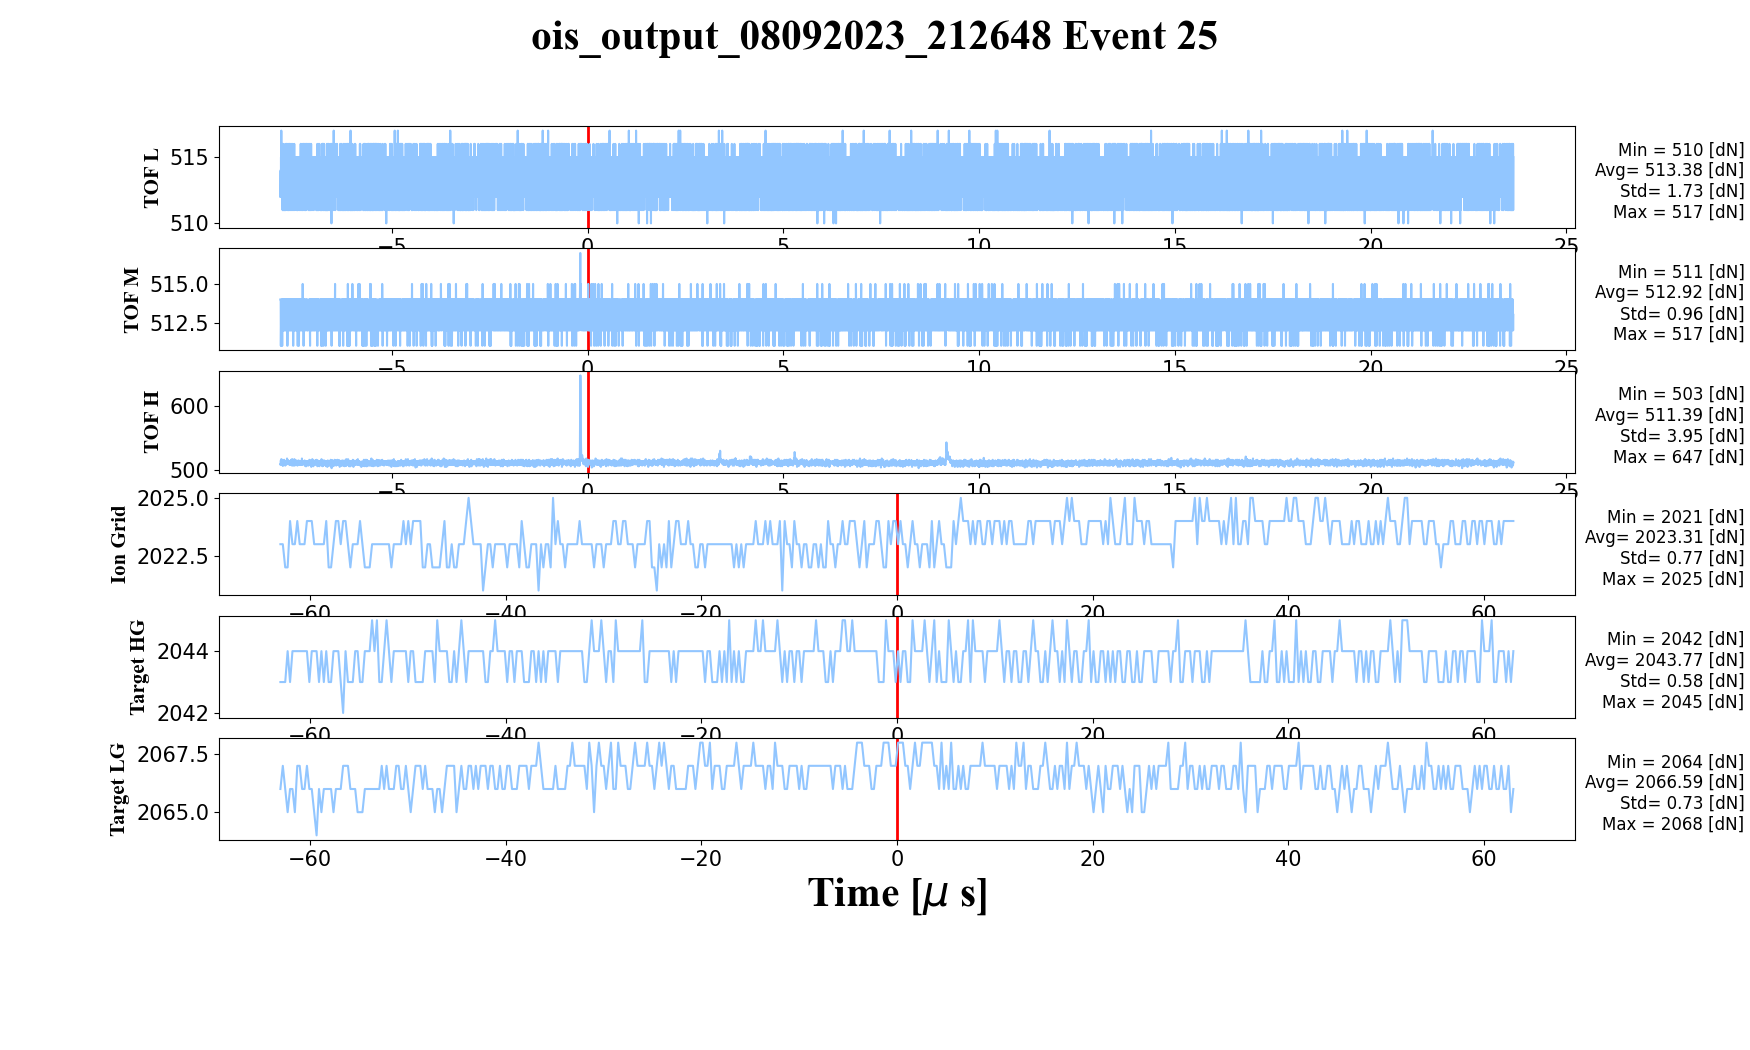 ois_output_08092023_212648 Event 25
TOF L
515
510
Min = 510 [dN]
Avg= 513.38 [dN]
Std= 1.73 [dN]
Max = 517 [dN]
−5 0 5 10 15 20 25
TOF M
515.0
512.5
Min = 511 [dN]
Avg= 512.92 [dN]
Std= 0.96 [dN]
Max = 517 [dN]
−5 0 5 10 15 20 25
TOF H
600
500
Min = 503 [dN]
Avg= 511.39 [dN]
Std= 3.95 [dN]
Max = 647 [dN]
−5 0 5 10 15 20 25
Ion Grid
2025.0
2022.5
Min = 2021 [dN]
Avg= 2023.31 [dN]
Std= 0.77 [dN]
Max = 2025 [dN]
−60 −40 −20 0 20 40 60
Target HG
2044
2042
Min = 2042 [dN]
Avg= 2043.77 [dN]
Std= 0.58 [dN]
Max = 2045 [dN]
−60 −40 −20 0 20 40 60
Target LG
2067.5
2065.0
Min = 2064 [dN]
Avg= 2066.59 [dN]
Std= 0.73 [dN]
Max = 2068 [dN]
−60 −40 −20 0 20 40 60
Time [μ s]